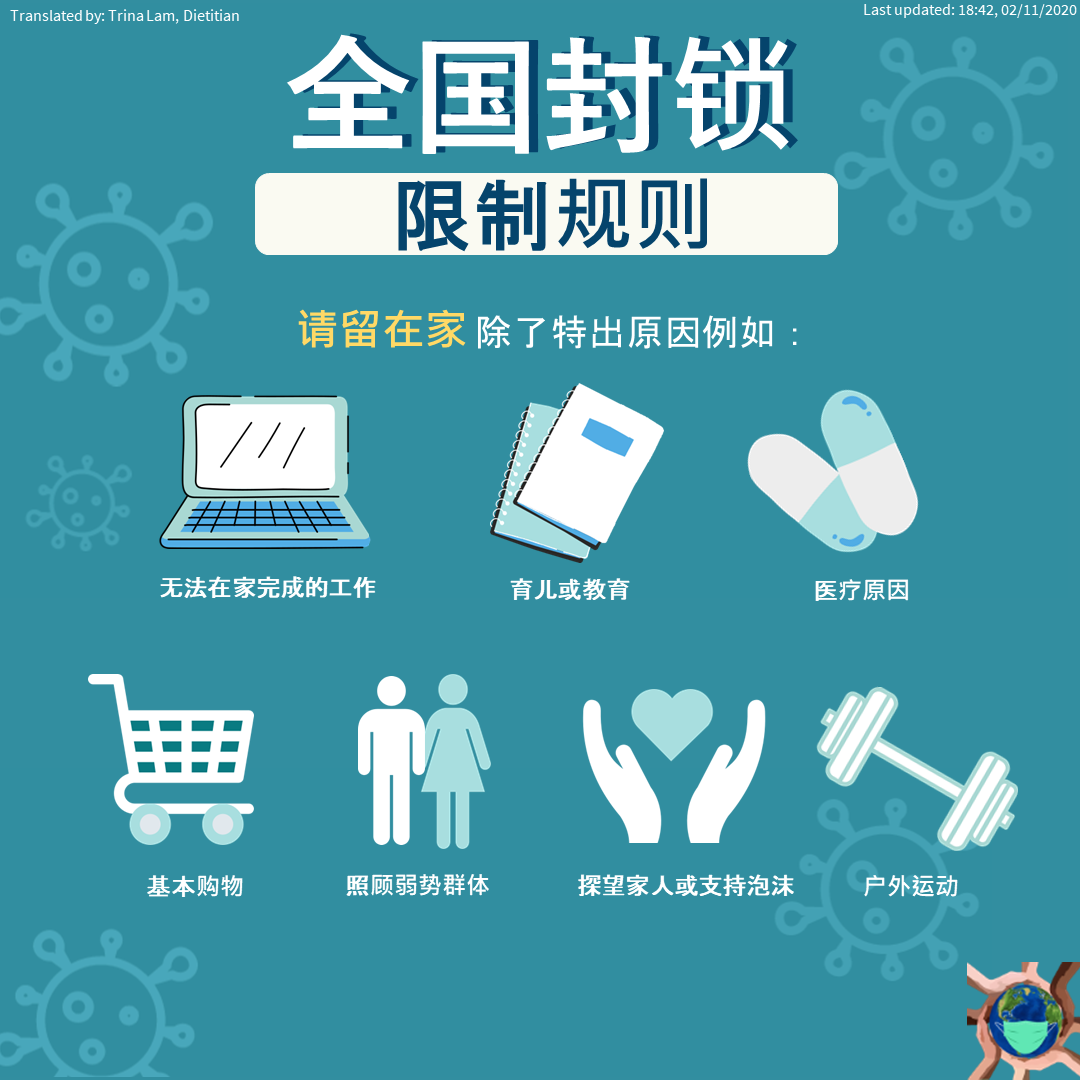 Translated by: Trina Lam, Dietitian
Last updated: 18:42, 02/11/2020
全国封锁
限制规则
请留在家 除了特出原因例如：
无法在家完成的工作
育儿或教育
医疗原因
基本购物
照顾弱势群体
探望家人或支持泡沫
户外运动